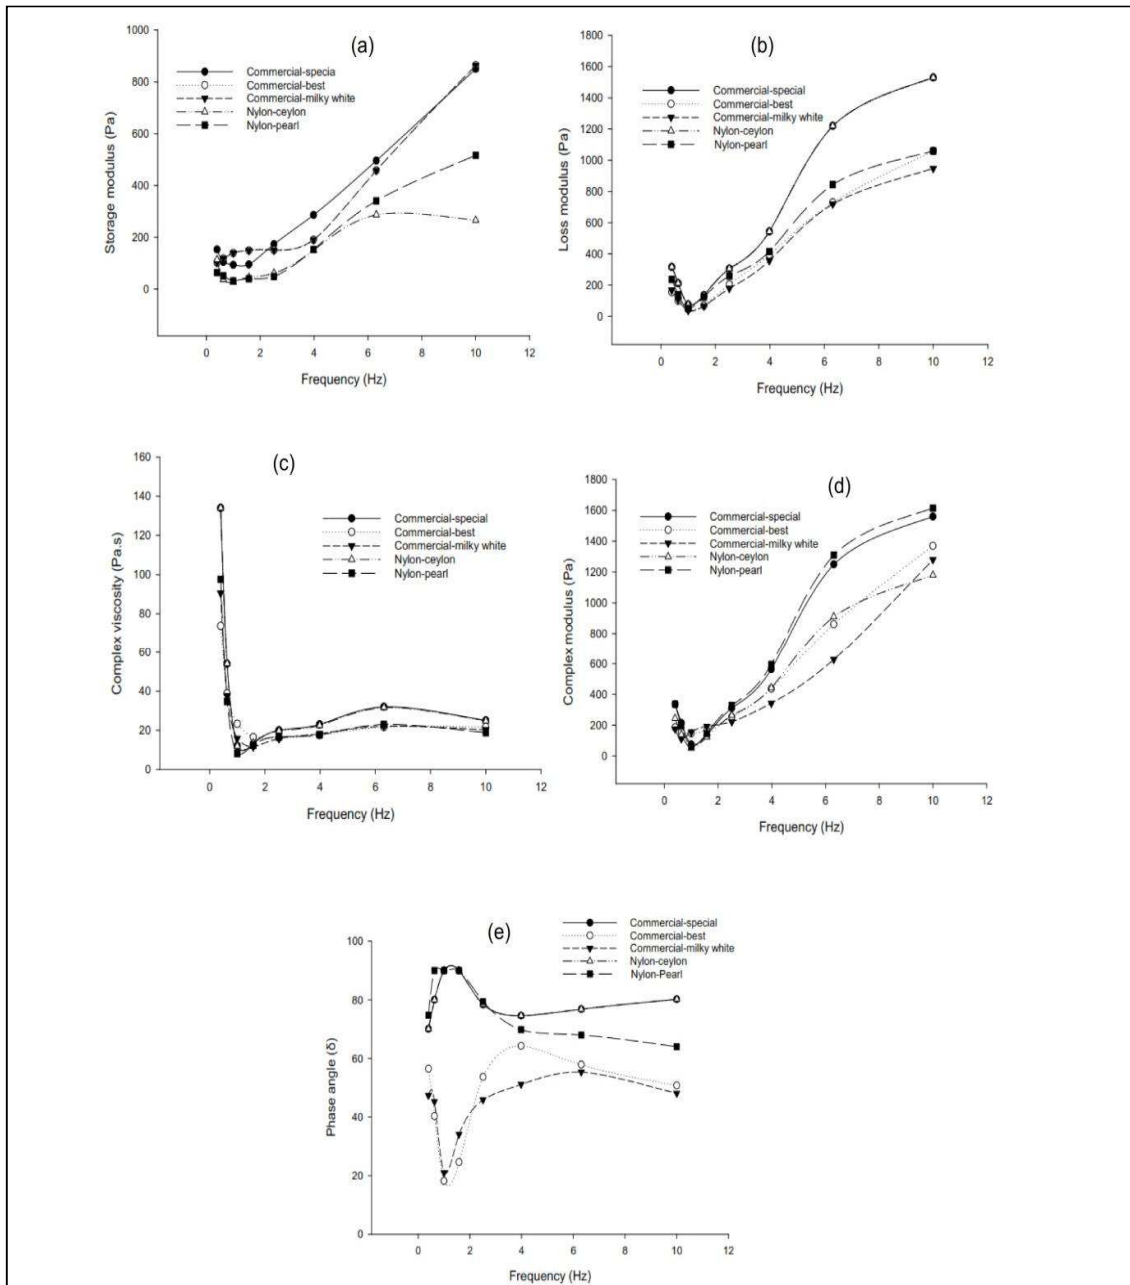 (a)
Commercial-specia
Commercial-best
Commercial-milky white
Nylon-ceylon
Nylon-pearl
Storage modulus (Pa)
1000
800
600
400
200
0
0 2 4 6 8 10 12
Frequency (Hz)
(b)
Commercial-special
Commercial-best
Commercial-milky white
Nylon-ceylon
Nylon-pearl
Loss modulus (Pa)
1800
1600
1400
1200
1000
800
600
400
200
0
0 2 4 6 8 10 12
Frequency (Hz)
(c)
Commercial-special
Commercial-best
Commercial-milky white
Nylon-ceylon
Nylon-pearl
Complex viscosity (Pa.s)
160
140
120
100
80
60
40
20
0
0 2 4 6 8 10 12
Frequency (Hz)
(d)
Commercial-special
Commercial-best
Commercial-milky white
Nylon-ceylon
Nylon-pearl
Complex modulus (Pa)
1800
1600
1400
1200
1000
800
600
400
200
0
0 2 4 6 8 10 12
Frequency (Hz)
(e)
Commercial-special
Commercial-best
Commercial-milky white
Nylon-ceylon
Nylon-Pearl
Phase angle (δ)
100
80
60
40
20
0
0 2 4 6 8 10 12
Frequency (Hz)